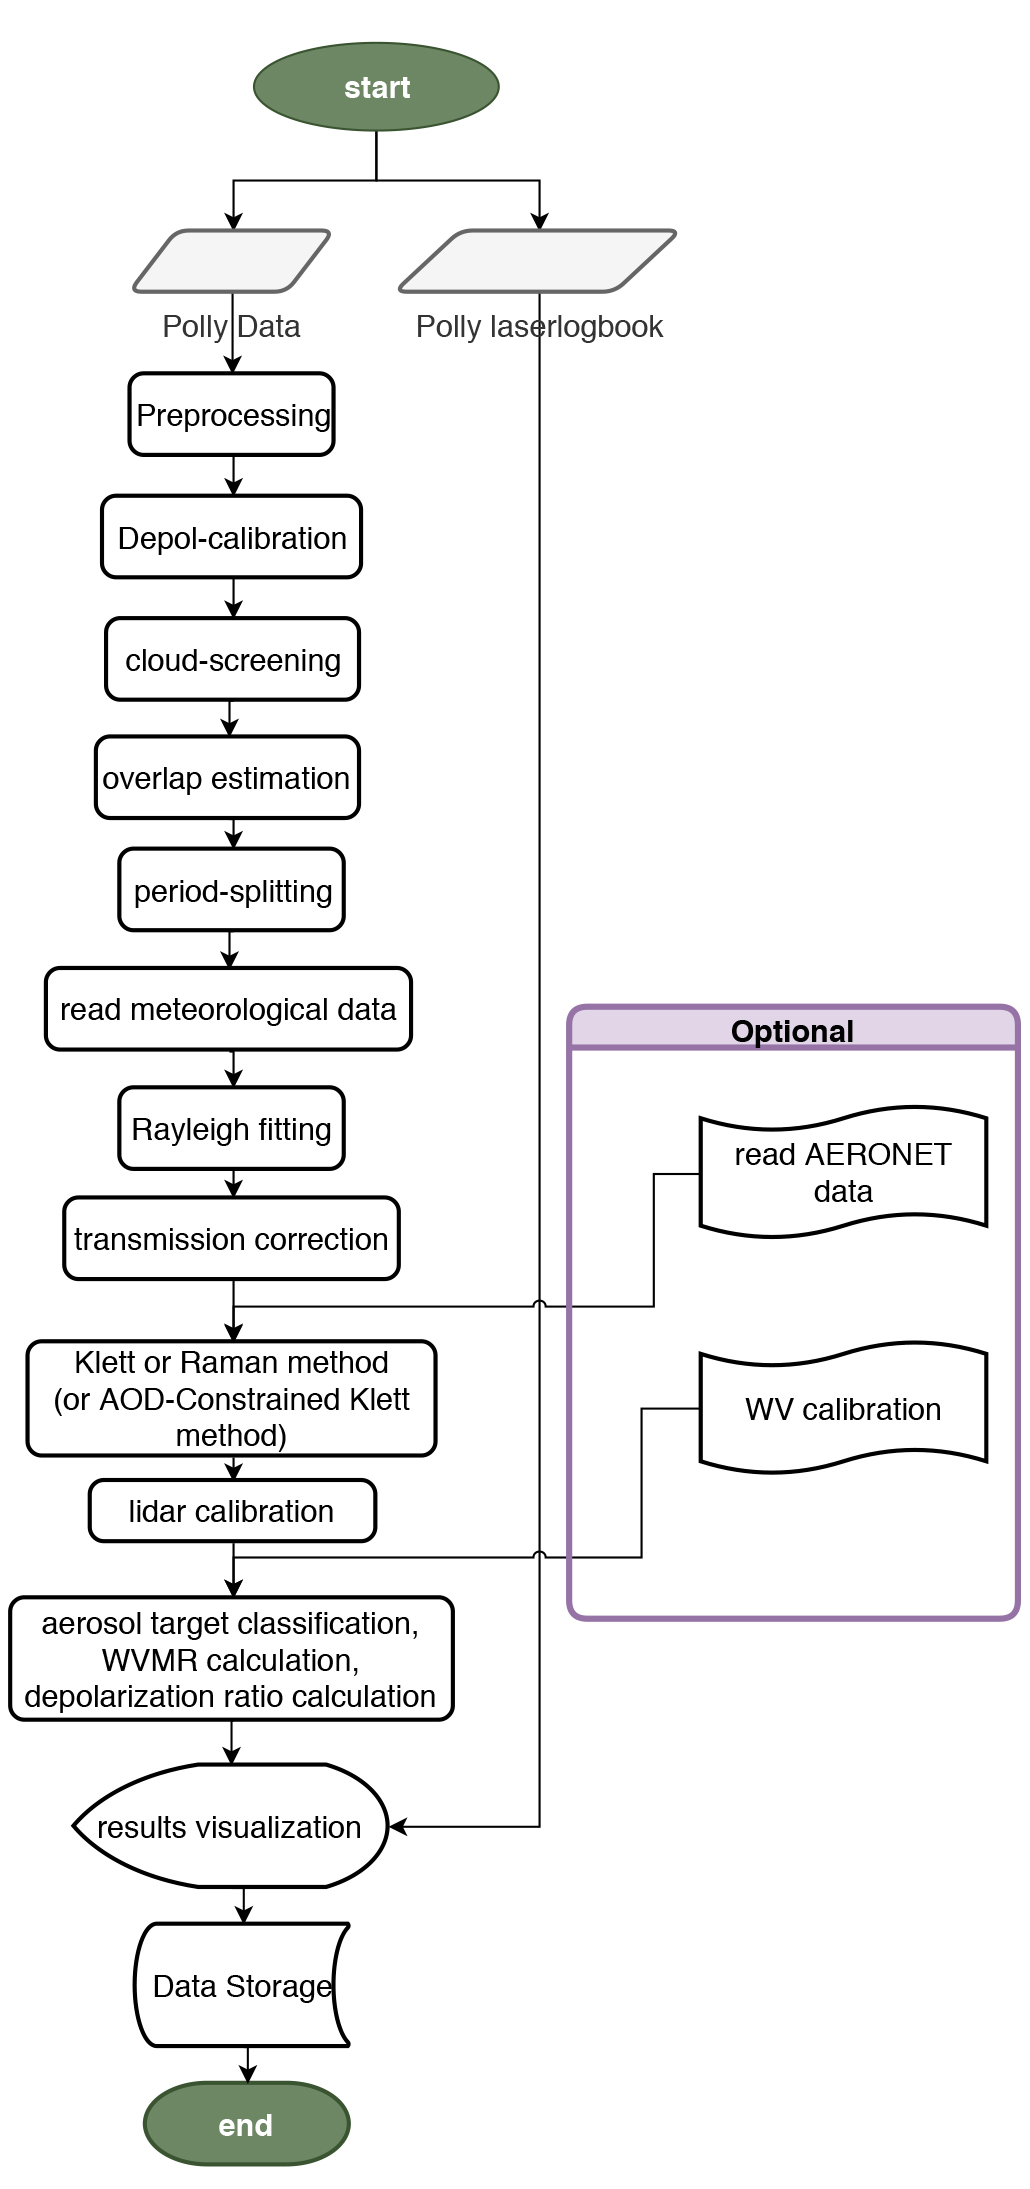 start
Polly Data
Polly laserlogbook
Preprocessing
Depol-calibration
cloud-screening
overlap estimation
period-splitting
read meteorological data
Optional
Rayleigh fitting
read AERONET
data
transmission correction
Klett or Raman method
(or AOD-Constrained Klett
method)
WV calibration
lidar calibration
aerosol target classification,
WVMR calculation,
depolarization ratio calculation
results visualization
Data Storage
end